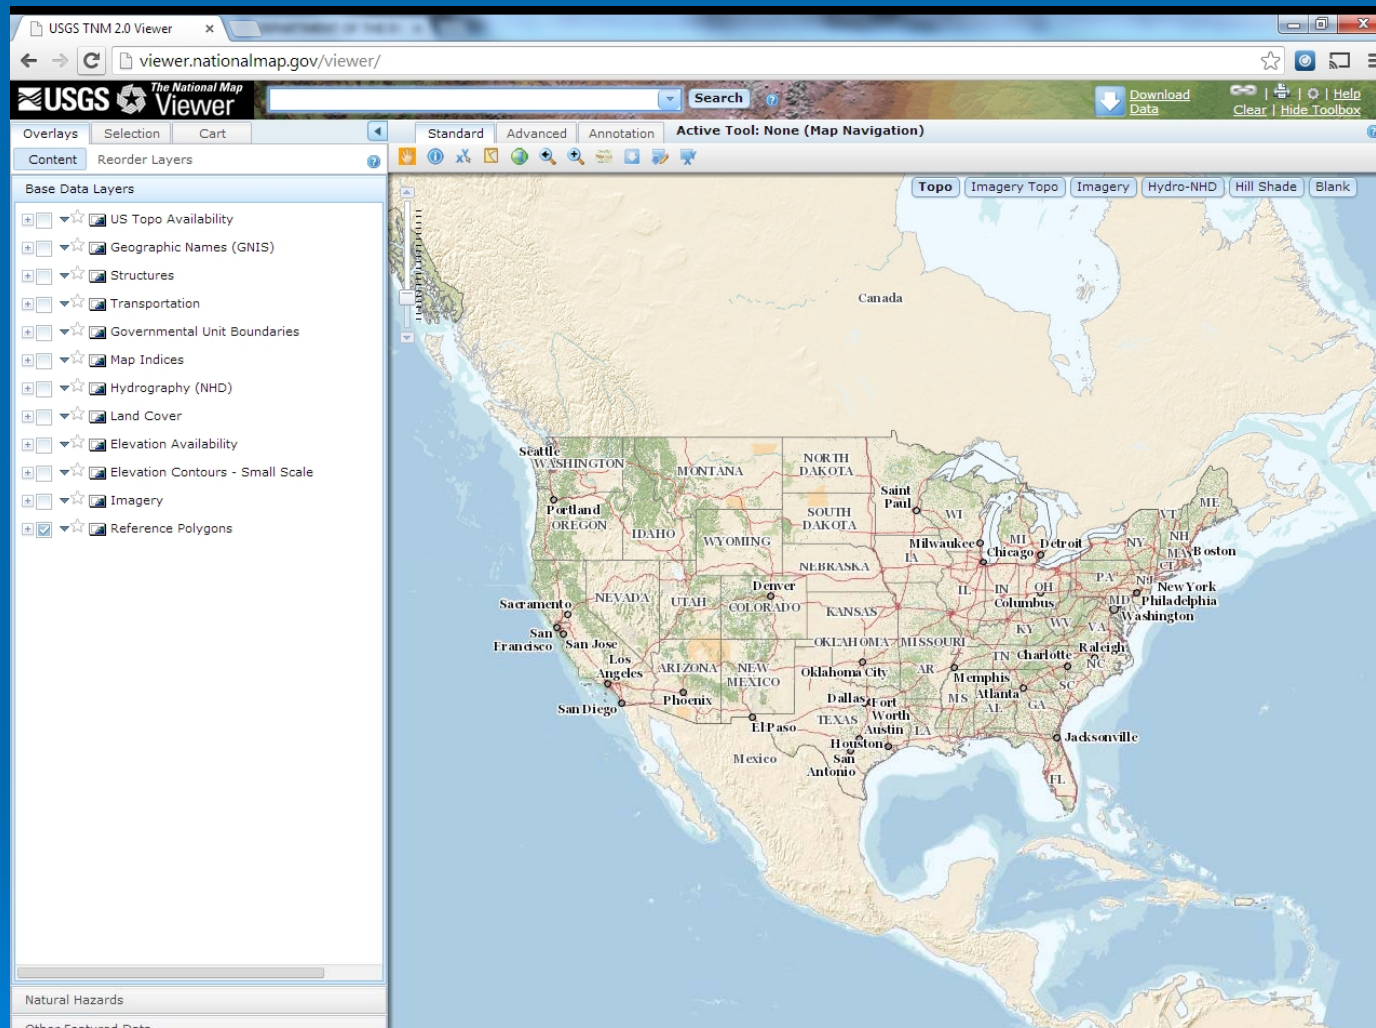 USGS TNM 2.0 Viewer
viewer.nationalmap.gov/viewer/
USGS The National Map Viewer
Search
Download Data
Help
Clear | Hide Toolbox
Overlays Selection Cart
Standard Advanced Annotation Active Tool: None (Map Navigation)
Content Reorder Layers
Base Data Layers
Topo Imagery Topo Imagery Hydro-NHD Hill Shade Blank
US Topo Availability
Geographic Names (GNIS)
Structures
Transportation
Governmental Unit Boundaries
Map Indices
Hydrography (NHD)
Land Cover
Elevation Availability
Elevation Contours - Small Scale
Imagery
Reference Polygons
Natural Hazards
Other Featured Data
Canada
Seattle
WASHINGTON
MONTANA
NORTH DAKOTA
Saint Paul
WI
ME
VT
NH
Portland
OREGON
IDAHO
WYOMING
SOUTH DAKOTA
Milwaukee
MI
Detroit
NY
MA
Boston
CT
Chicago
IA
NEBRASKA
Denver
IL
IN
OH
PA
NJ
New York
Philadelphia
MD
Washington
Columbus
Sacramento
NEVADA
UTAH
COLORADO
KANSAS
KY
WV
VA
San Francisco
San Jose
OKLAHOMA
MISSOURI
Raleigh
NC
TN
Charlotte
Los Angeles
ARIZONA
NEW MEXICO
Oklahoma City
AR
Memphis
SC
Atlanta
San Diego
Phoenix
Dallas
Fort Worth
MS
AL
GA
El Paso
TEXAS
Austin
LA
Jacksonville
Houston
San Antonio
Mexico
FL